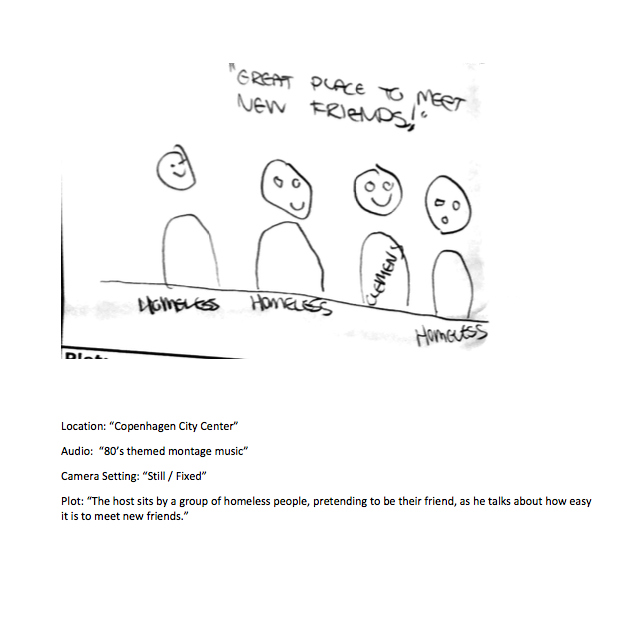 "GREAT PLACE TO MEET
NEW FRIENDS!"
HOMELESS HOMELESS CLEMENS
HOMELESS
Plot:
Location: “Copenhagen City Center”
Audio:  “80’s themed montage music”
Camera Setting: “Still / Fixed”
Plot: “The host sits by a group of homeless people, pretending to be their friend, as he talks about how easy
it is to meet new friends.”